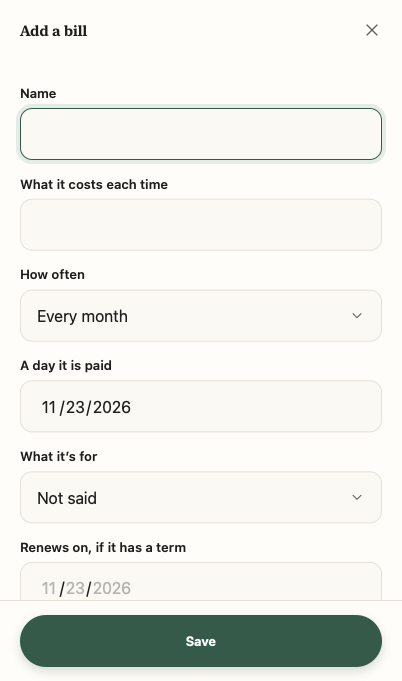 Add a bill
Name
What it costs each time
How often
Every month
A day it is paid
11/23/2026
What it’s for
Not said
Renews on, if it has a term
11/23/2026
Save